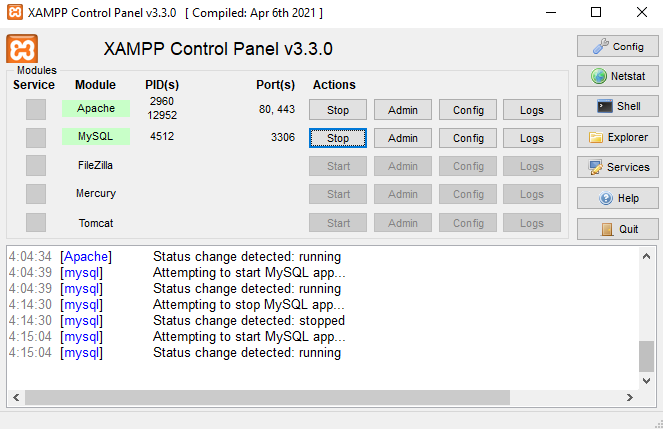 XAMPP Control Panel v3.3.0 [ Compiled: Apr 6th 2021 ]
XAMPP Control Panel v3.3.0
Config
Modules
Service Module PID(s) Port(s) Actions
Netstat
Apache 2960 12952 80, 443 Stop Admin Config Logs
Shell
MySQL 4512 3306 Stop Admin Config Logs
Explorer
FileZilla Start Admin Config Logs
Services
Mercury Start Admin Config Logs
Help
Tomcat Start Admin Config Logs
Quit
4:04:34 [Apache] Status change detected: running
4:04:39 [mysql] Attempting to start MySQL app...
4:04:39 [mysql] Status change detected: running
4:14:30 [mysql] Attempting to stop MySQL app...
4:14:30 [mysql] Status change detected: stopped
4:15:04 [mysql] Attempting to start MySQL app...
4:15:04 [mysql] Status change detected: running